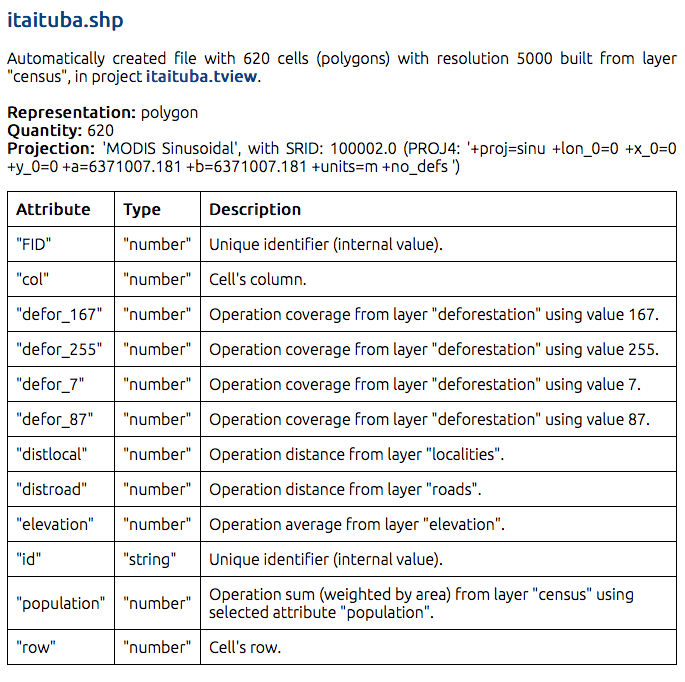 itaituba.shp
Automatically created file with 620 cells (polygons) with resolution 5000 built from layer
"census", in project itaituba.tview.
Representation: polygon
Quantity: 620
Projection: 'MODIS Sinusoidal', with SRID: 100002.0 (PROJ4: '+proj=sinu +lon_0=0 +x_0=0
+y_0=0 +a=6371007.181 +b=6371007.181 +units=m +no_defs ')
Attribute Type Description
"FID" "number" Unique identifier (internal value).
"col" "number" Cell's column.
"defor_167" "number" Operation coverage from layer "deforestation" using value 167.
"defor_255" "number" Operation coverage from layer "deforestation" using value 255.
"defor_7" "number" Operation coverage from layer "deforestation" using value 7.
"defor_87" "number" Operation coverage from layer "deforestation" using value 87.
"distlocal" "number" Operation distance from layer "localities".
"distroad" "number" Operation distance from layer "roads".
"elevation" "number" Operation average from layer "elevation".
"id" "string" Unique identifier (internal value).
"population" "number" Operation sum (weighted by area) from layer "census" using
selected attribute "population".
"row" "number" Cell's row.